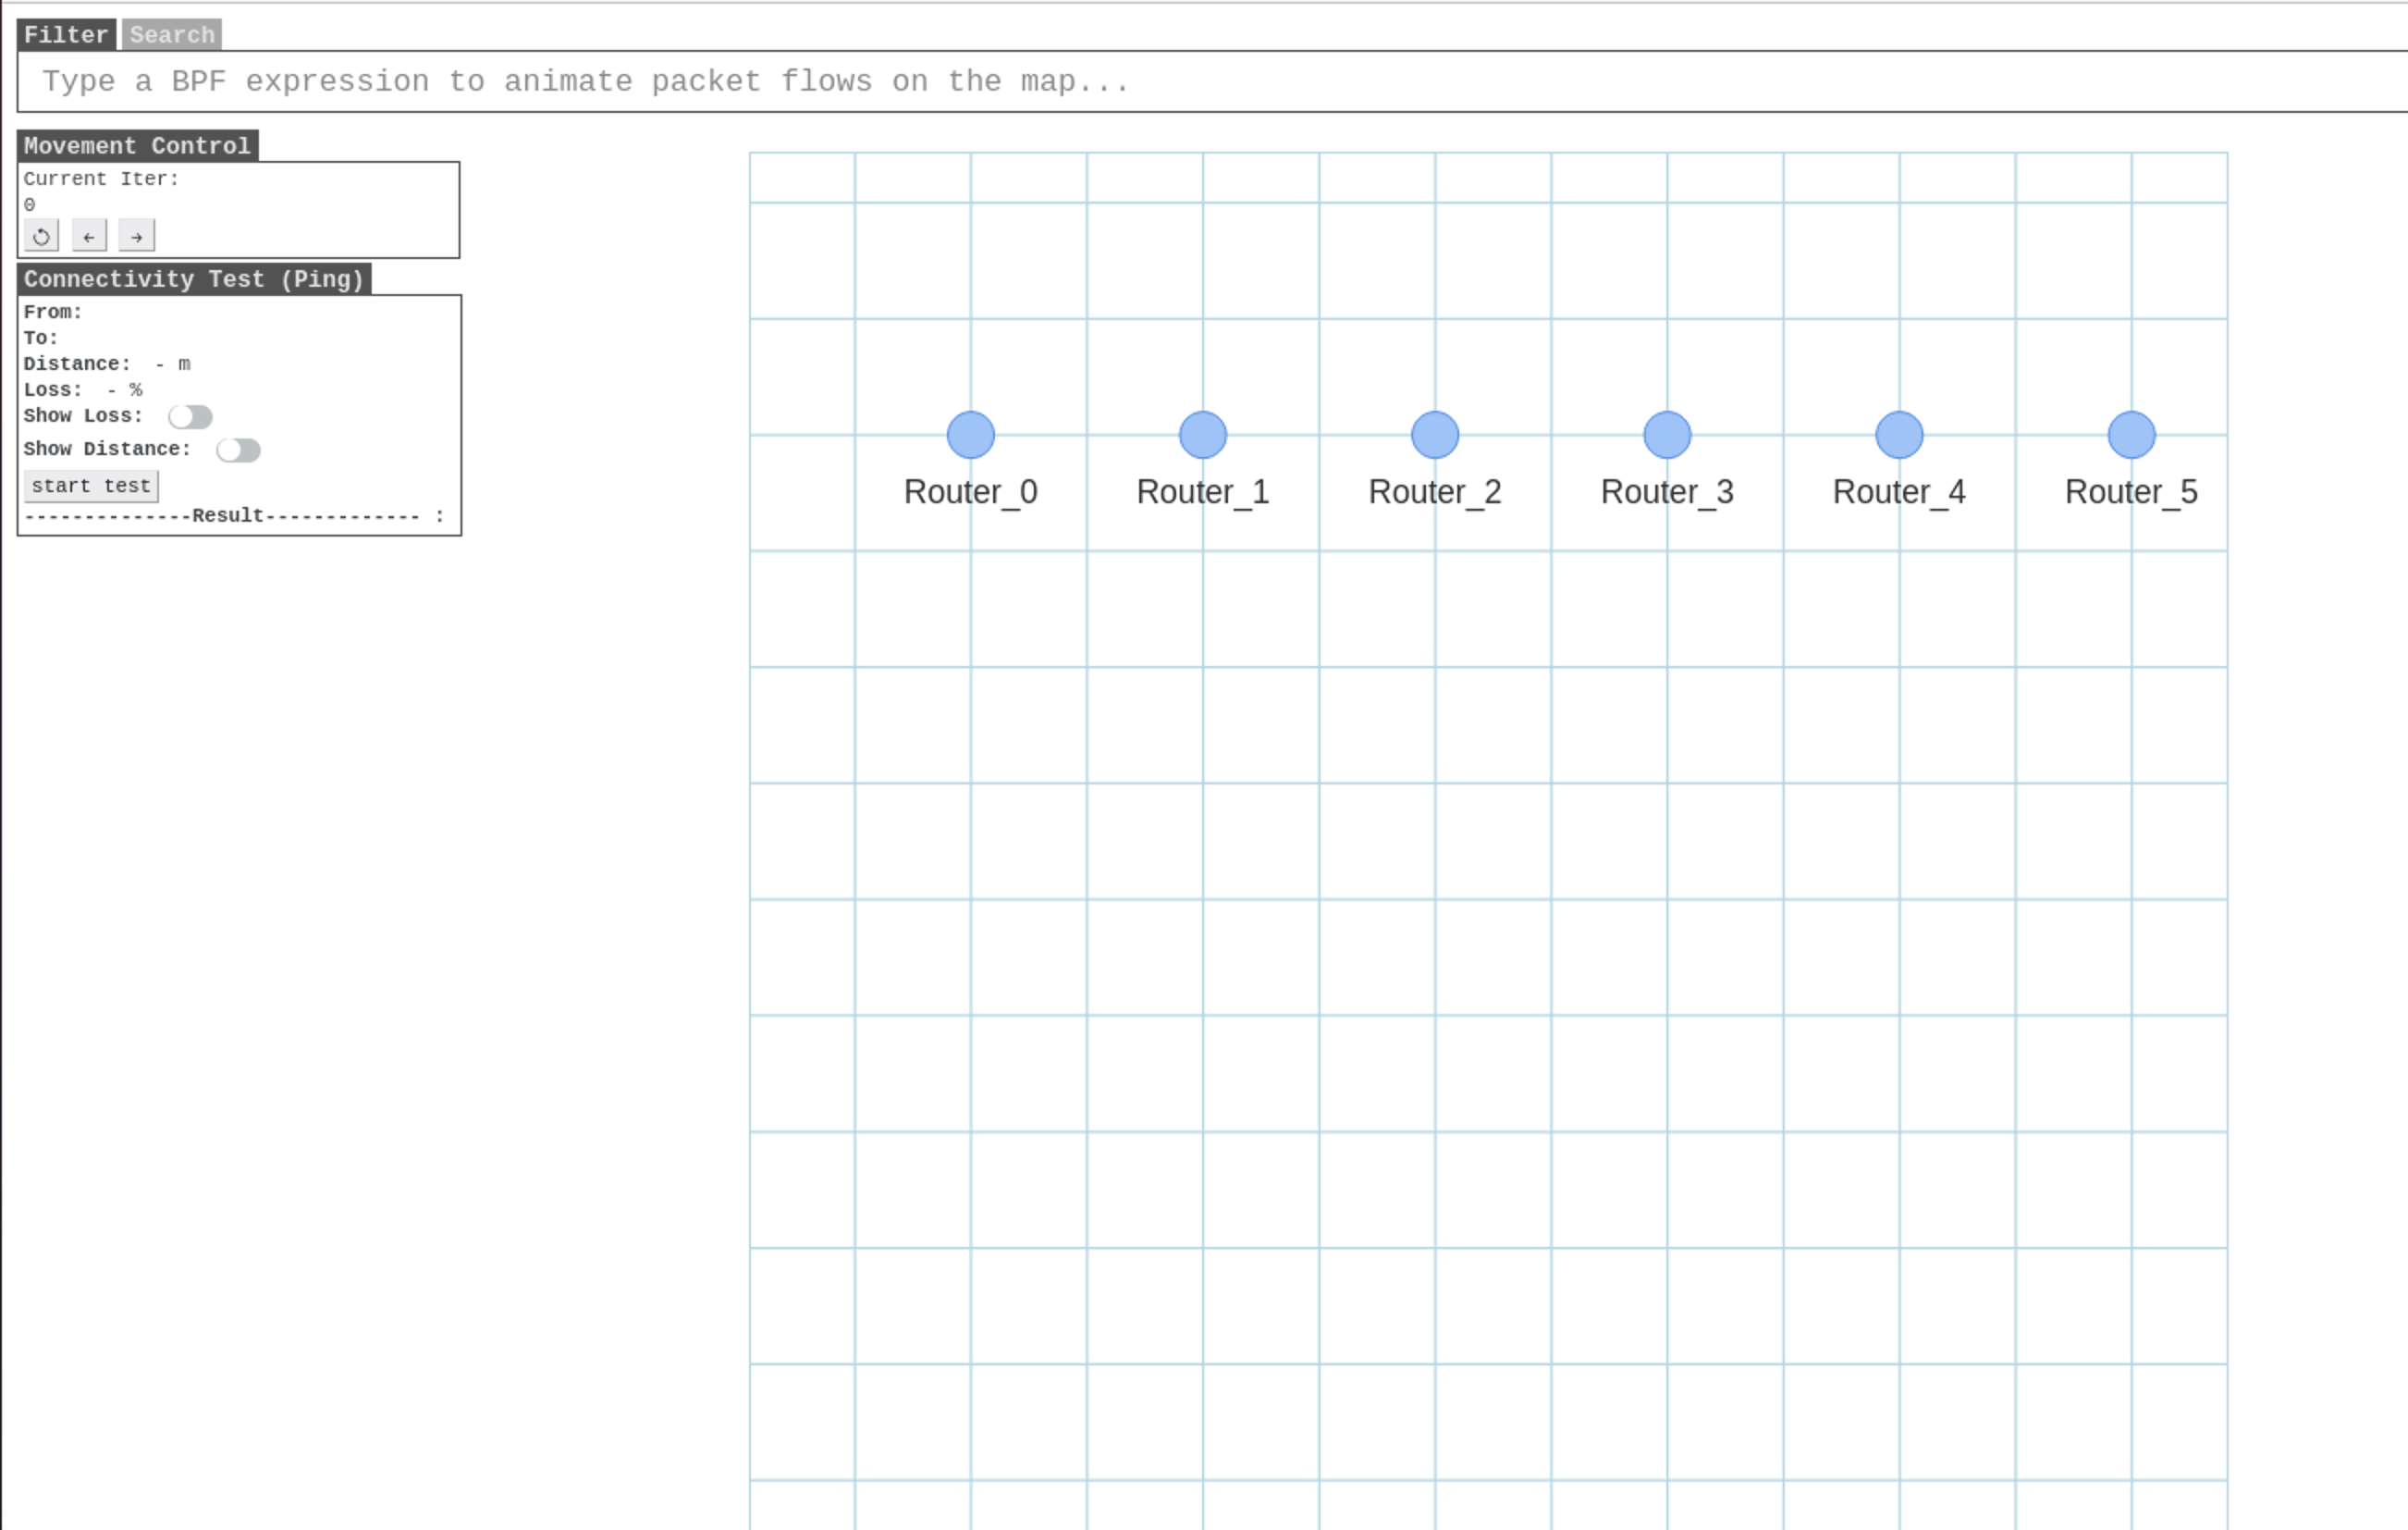 Filter Search
Type a BPF expression to animate packet flows on the map...
Movement Control
Current Iter:
0
↺ ← →
Connectivity Test (Ping)
From:
To:
Distance: - m
Loss: - %
Show Loss:
Show Distance:
start test
--------------Result------------- :
Router_0 Router_1 Router_2 Router_3 Router_4 Router_5